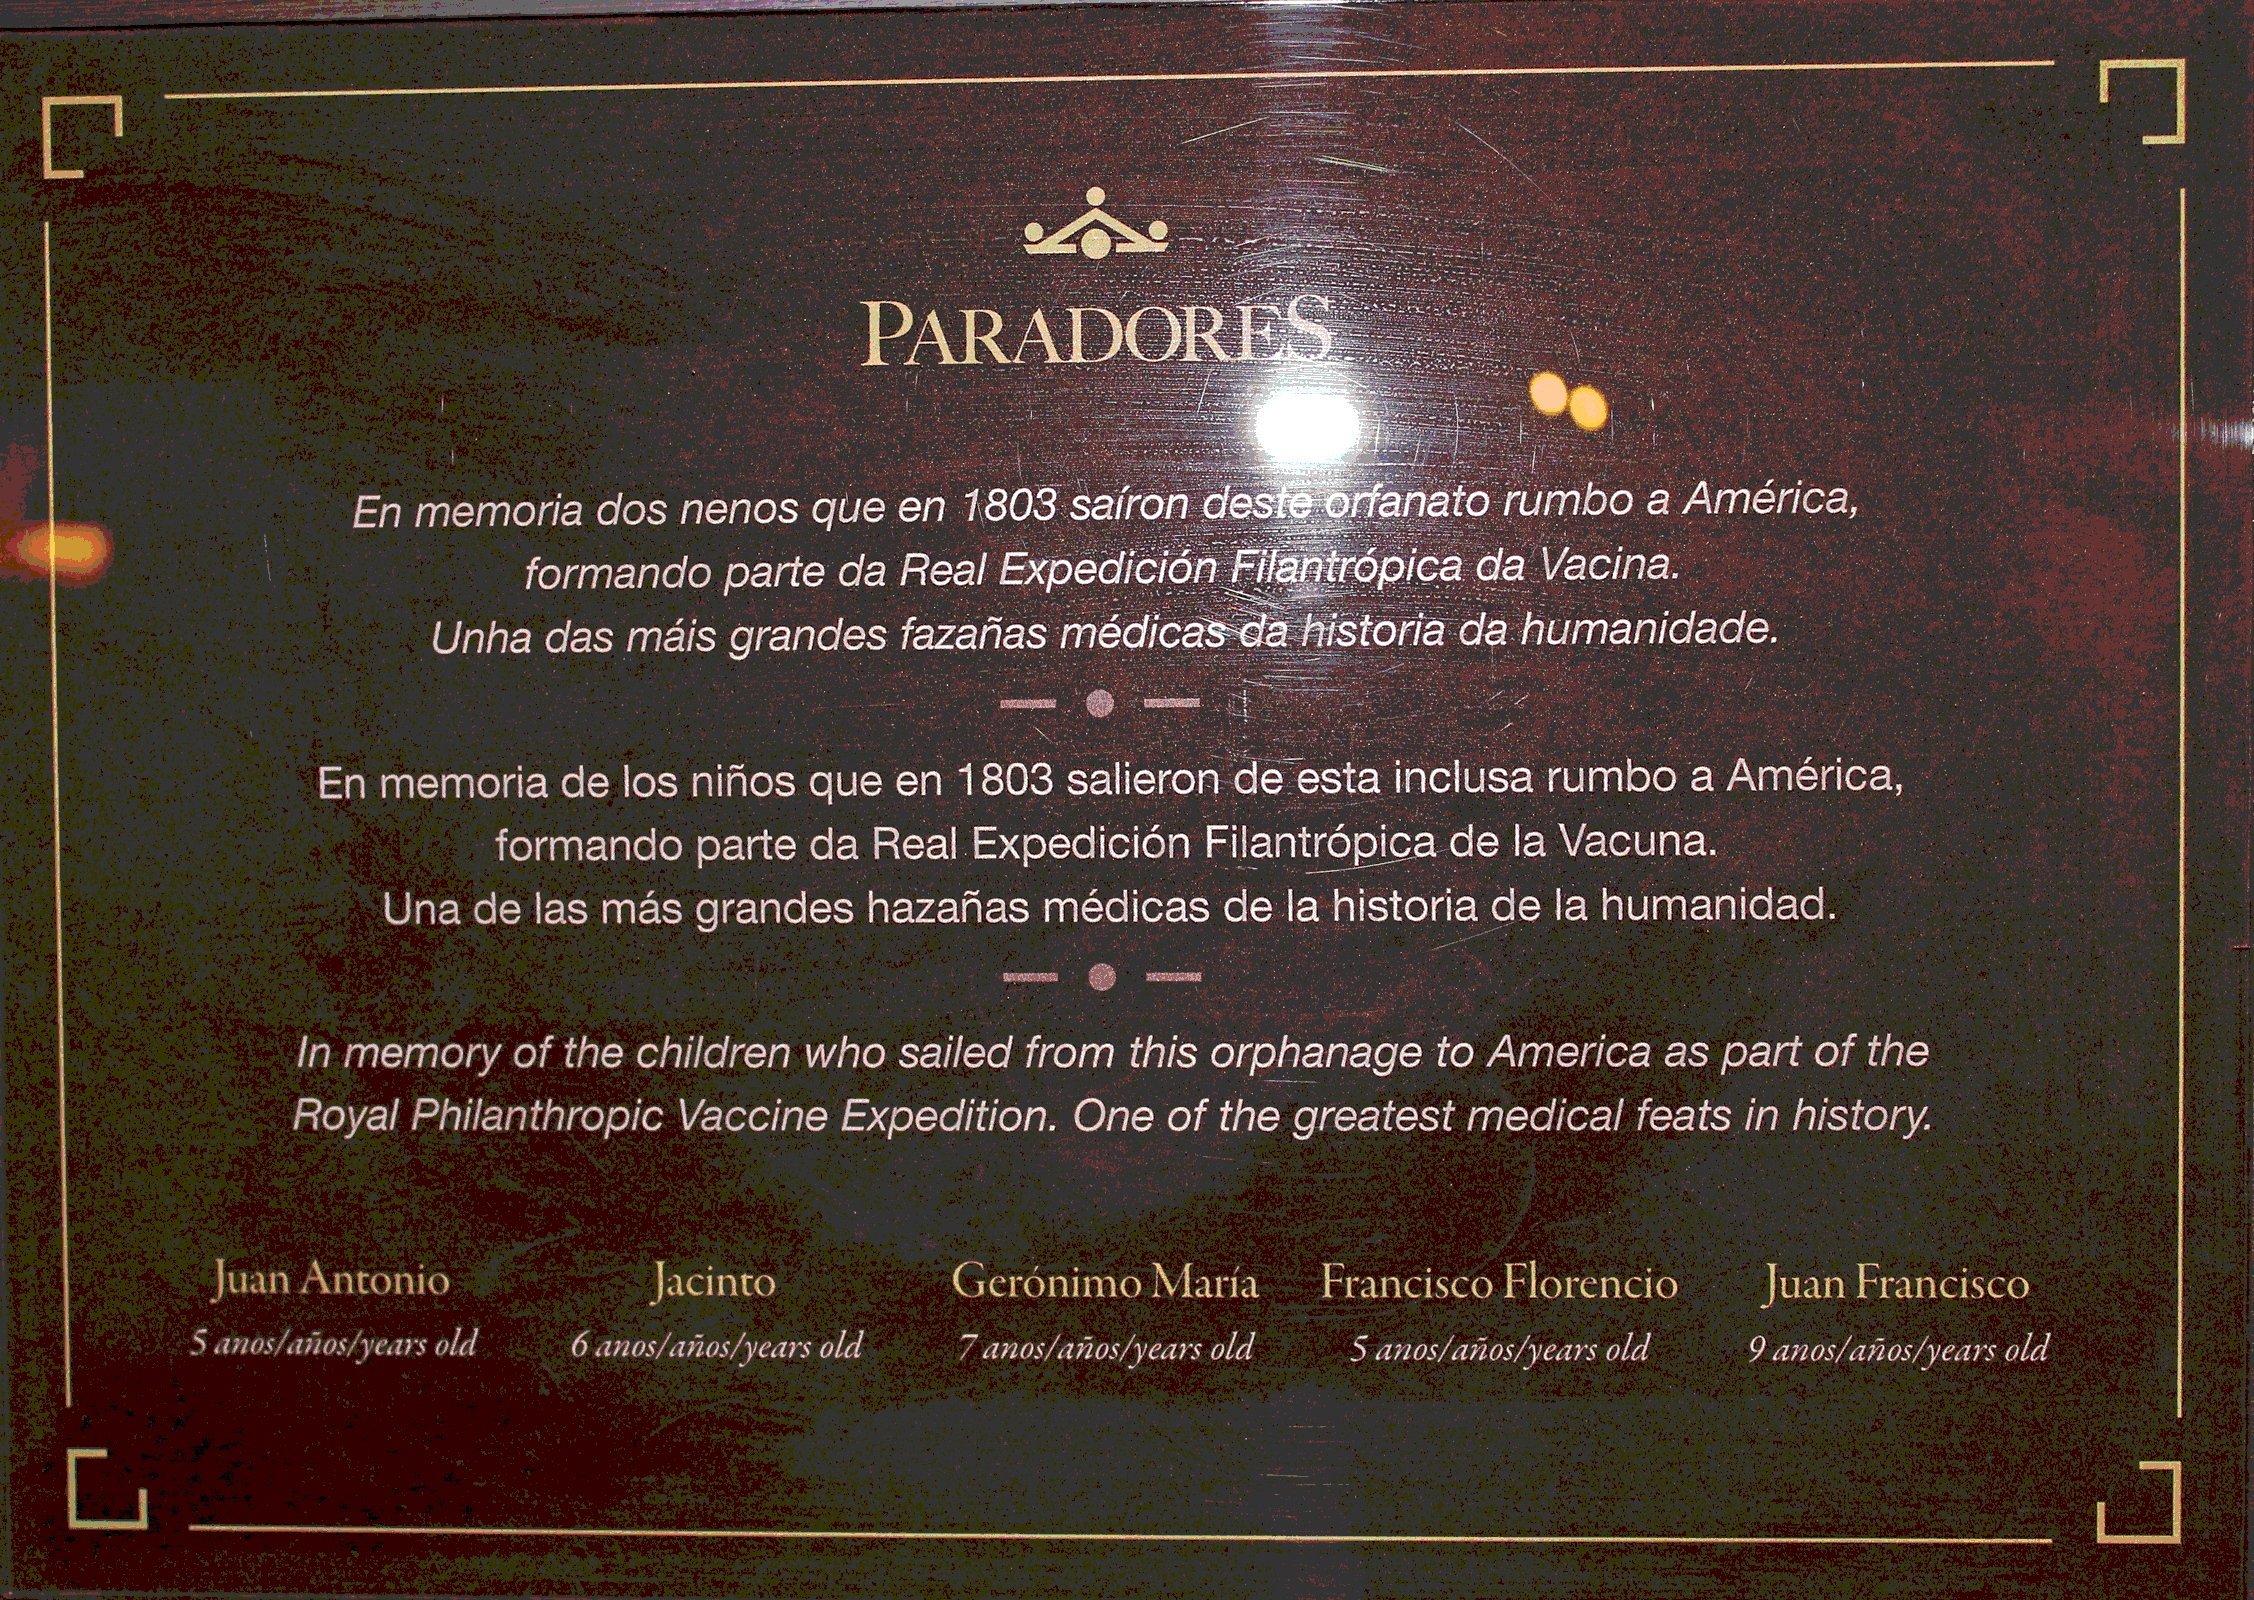 PARADORES
En memoria dos nenos que en 1803 saíron deste orfanato rumbo a América,
formando parte da Real Expedición Filantrópica da Vacina.
Unha das máis grandes fazañas médicas da historia da humanidade.
En memoria de los niños que en 1803 salieron de esta inclusa rumbo a América,
formando parte da Real Expedición Filantrópica de la Vacuna.
Una de las más grandes hazañas médicas de la historia de la humanidad.
In memory of the children who sailed from this orphanage to America as part of the
Royal Philanthropic Vaccine Expedition. One of the greatest medical feats in history.
Juan Antonio Jacinto Gerónimo María Francisco Florencio Juan Francisco
5 anos/años/years old 6 anos/años/years old 7 anos/años/years old 5 anos/años/years old 9 anos/años/years old